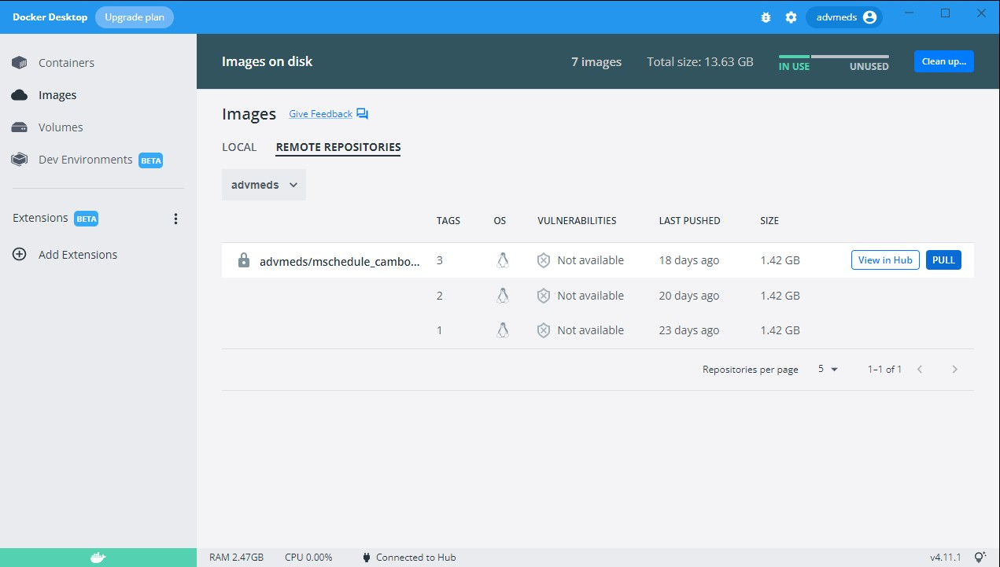 Docker Desktop Upgrade plan advmeds
Containers
Images
Volumes
Dev Environments BETA
Extensions BETA
Add Extensions
Images on disk 7 images Total size: 13.63 GB IN USE UNUSED Clean up...
Images Give Feedback
LOCAL REMOTE REPOSITORIES
advmeds
TAGS OS VULNERABILITIES LAST PUSHED SIZE
advmeds/mschedule_cambo... 3 Not available 18 days ago 1.42 GB View in Hub PULL
2 Not available 20 days ago 1.42 GB
1 Not available 23 days ago 1.42 GB
Repositories per page 5 1–1 of 1
RAM 2.47GB CPU 0.00% Connected to Hub v4.11.1